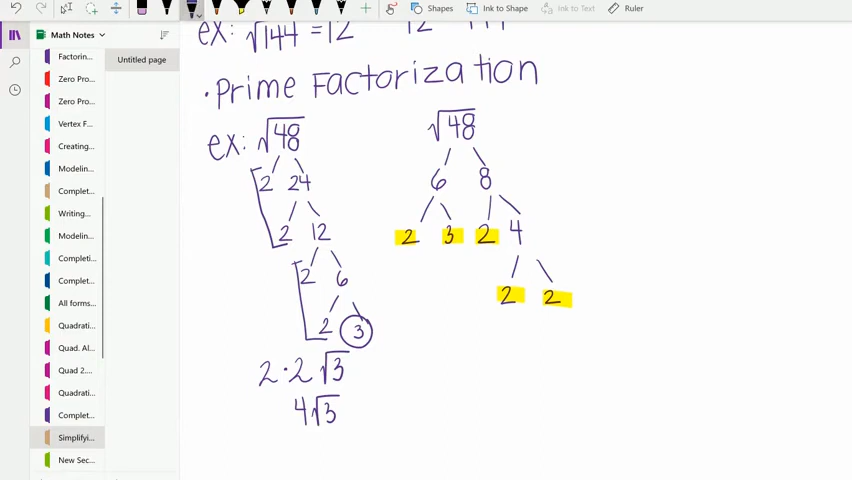 Shapes
Ink to Shape
Ink to Text
Ruler
Math Notes
Factorin...
Zero Pro...
Zero Pro...
Vertex F...
Creating...
Modelin...
Complet...
Writing...
Modelin...
Completi...
Complet...
All forms...
Quadrati...
Quad. Al...
Quad 2....
Quadrati...
Complet...
Simplifyi...
New Sec...
Untitled page
ex: √144 = 12
· Prime Factorization
ex: √48
2 24
2 12
2 6
2 3
2·2√3
4√3
√48
6 8
2 3 2 4
2 2